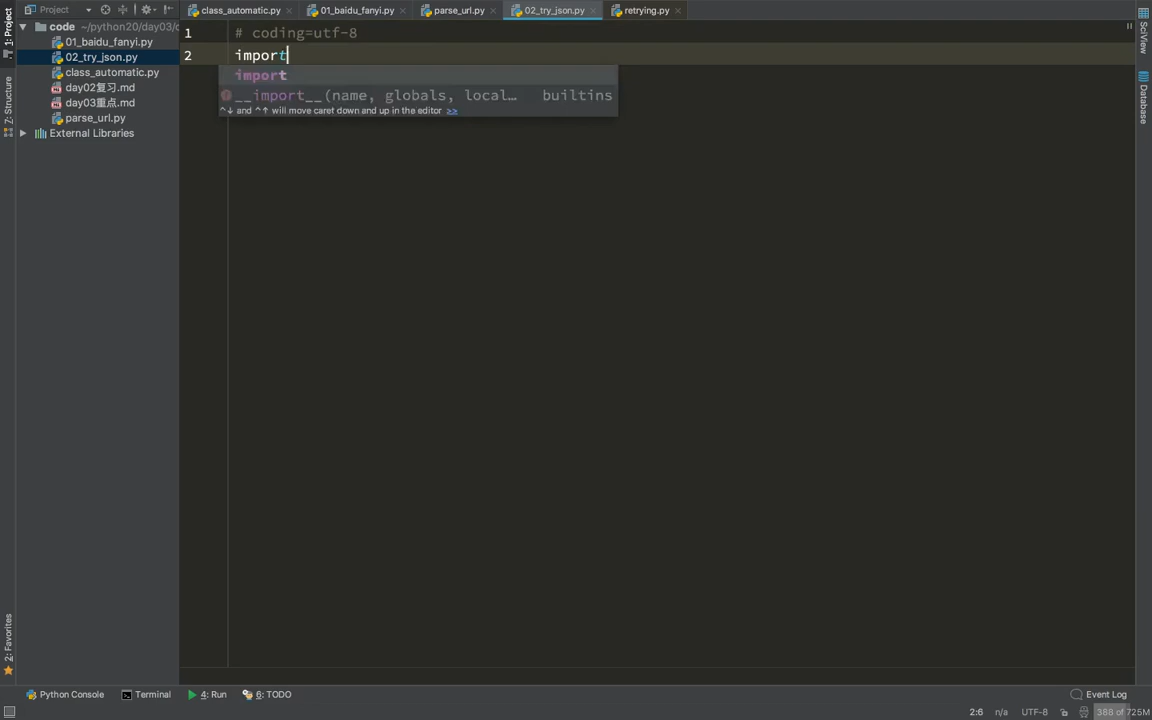 Project
class_automatic.py
01_baidu_fanyi.py
parse_url.py
02_try_json.py
retrying.py
1: Project
Z: Structure
2: Favorites
code ~/python20/day03/c
01_baidu_fanyi.py
02_try_json.py
class_automatic.py
day02复习.md
day03重点.md
parse_url.py
External Libraries
1 # coding=utf-8
2 import
import
__import__(name, globals, local… builtins
^↓ and ^↑ will move caret down and up in the editor >>
SciView
Database
Python Console
Terminal
4: Run
6: TODO
Event Log
2:6 n/a UTF-8 388 of 725M